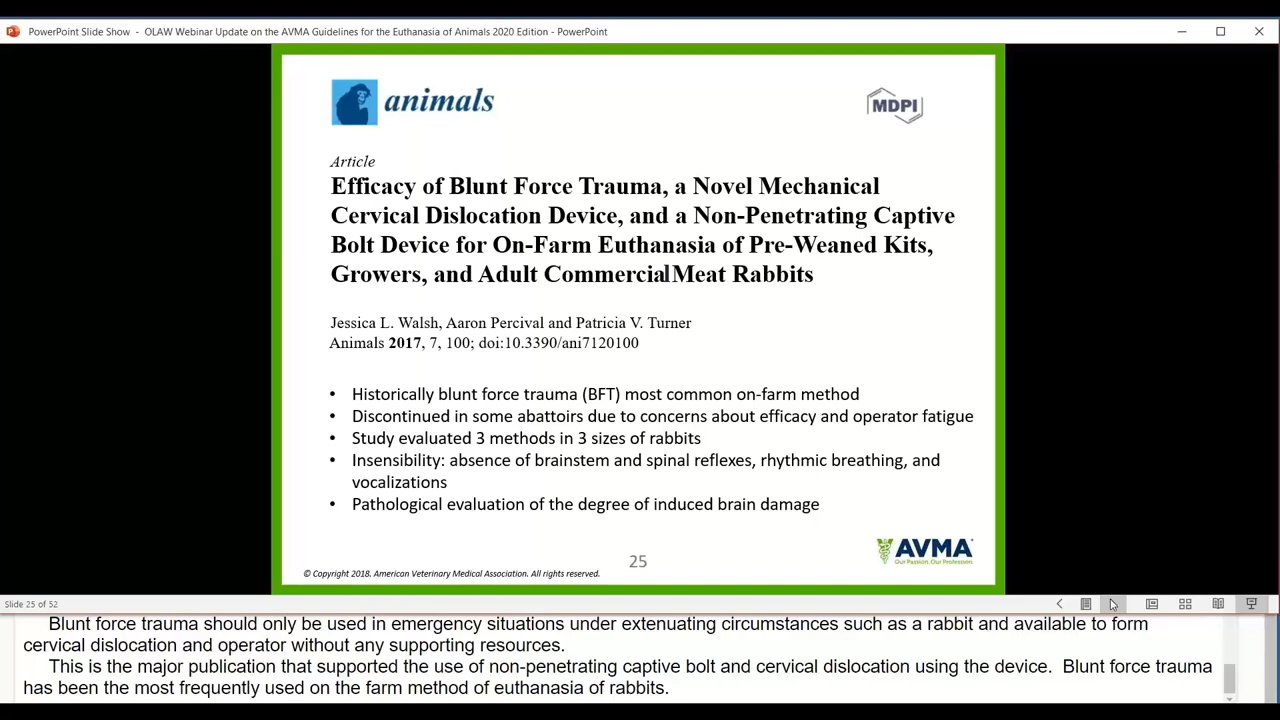 PowerPoint Slide Show - OLAW Webinar Update on the AVMA Guidelines for the Euthanasia of Animals 2020 Edition - PowerPoint
animals
MDPI
Article
Efficacy of Blunt Force Trauma, a Novel Mechanical
Cervical Dislocation Device, and a Non-Penetrating Captive
Bolt Device for On-Farm Euthanasia of Pre-Weaned Kits,
Growers, and Adult Commercial Meat Rabbits
Jessica L. Walsh, Aaron Percival and Patricia V. Turner
Animals 2017, 7, 100; doi:10.3390/ani7120100
• Historically blunt force trauma (BFT) most common on-farm method
• Discontinued in some abattoirs due to concerns about efficacy and operator fatigue
• Study evaluated 3 methods in 3 sizes of rabbits
• Insensibility: absence of brainstem and spinal reflexes, rhythmic breathing, and
vocalizations
• Pathological evaluation of the degree of induced brain damage
AVMA
Our Passion. Our Profession.
25
© Copyright 2018. American Veterinary Medical Association. All rights reserved.
Slide 25 of 52
Blunt force trauma should only be used in emergency situations under extenuating circumstances such as a rabbit and available to form
cervical dislocation and operator without any supporting resources.
This is the major publication that supported the use of non-penetrating captive bolt and cervical dislocation using the device. Blunt force trauma
has been the most frequently used on the farm method of euthanasia of rabbits.